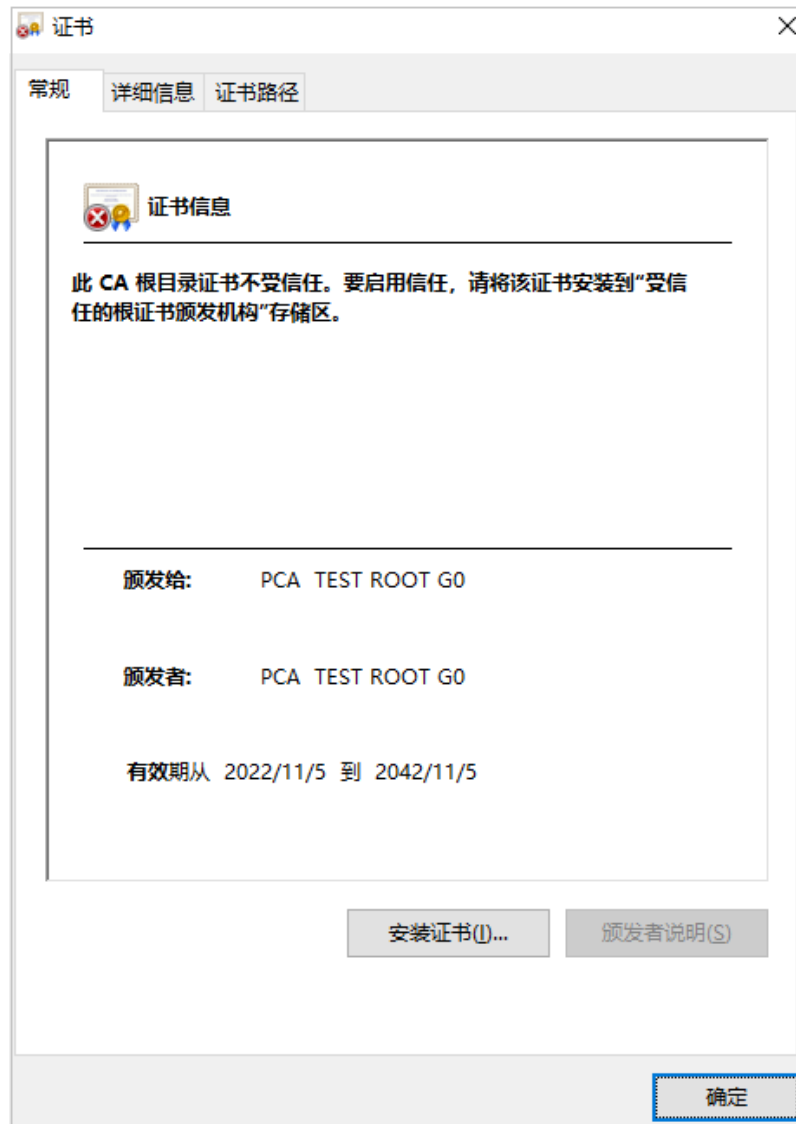 证书
常规 详细信息 证书路径
证书信息
此 CA 根目录证书不受信任。要启用信任，请将该证书安装到“受信
任的根证书颁发机构”存储区。
颁发给: PCA TEST ROOT G0
颁发者: PCA TEST ROOT G0
有效期从 2022/11/5 到 2042/11/5
安装证书(I)... 颁发者说明(S)
确定